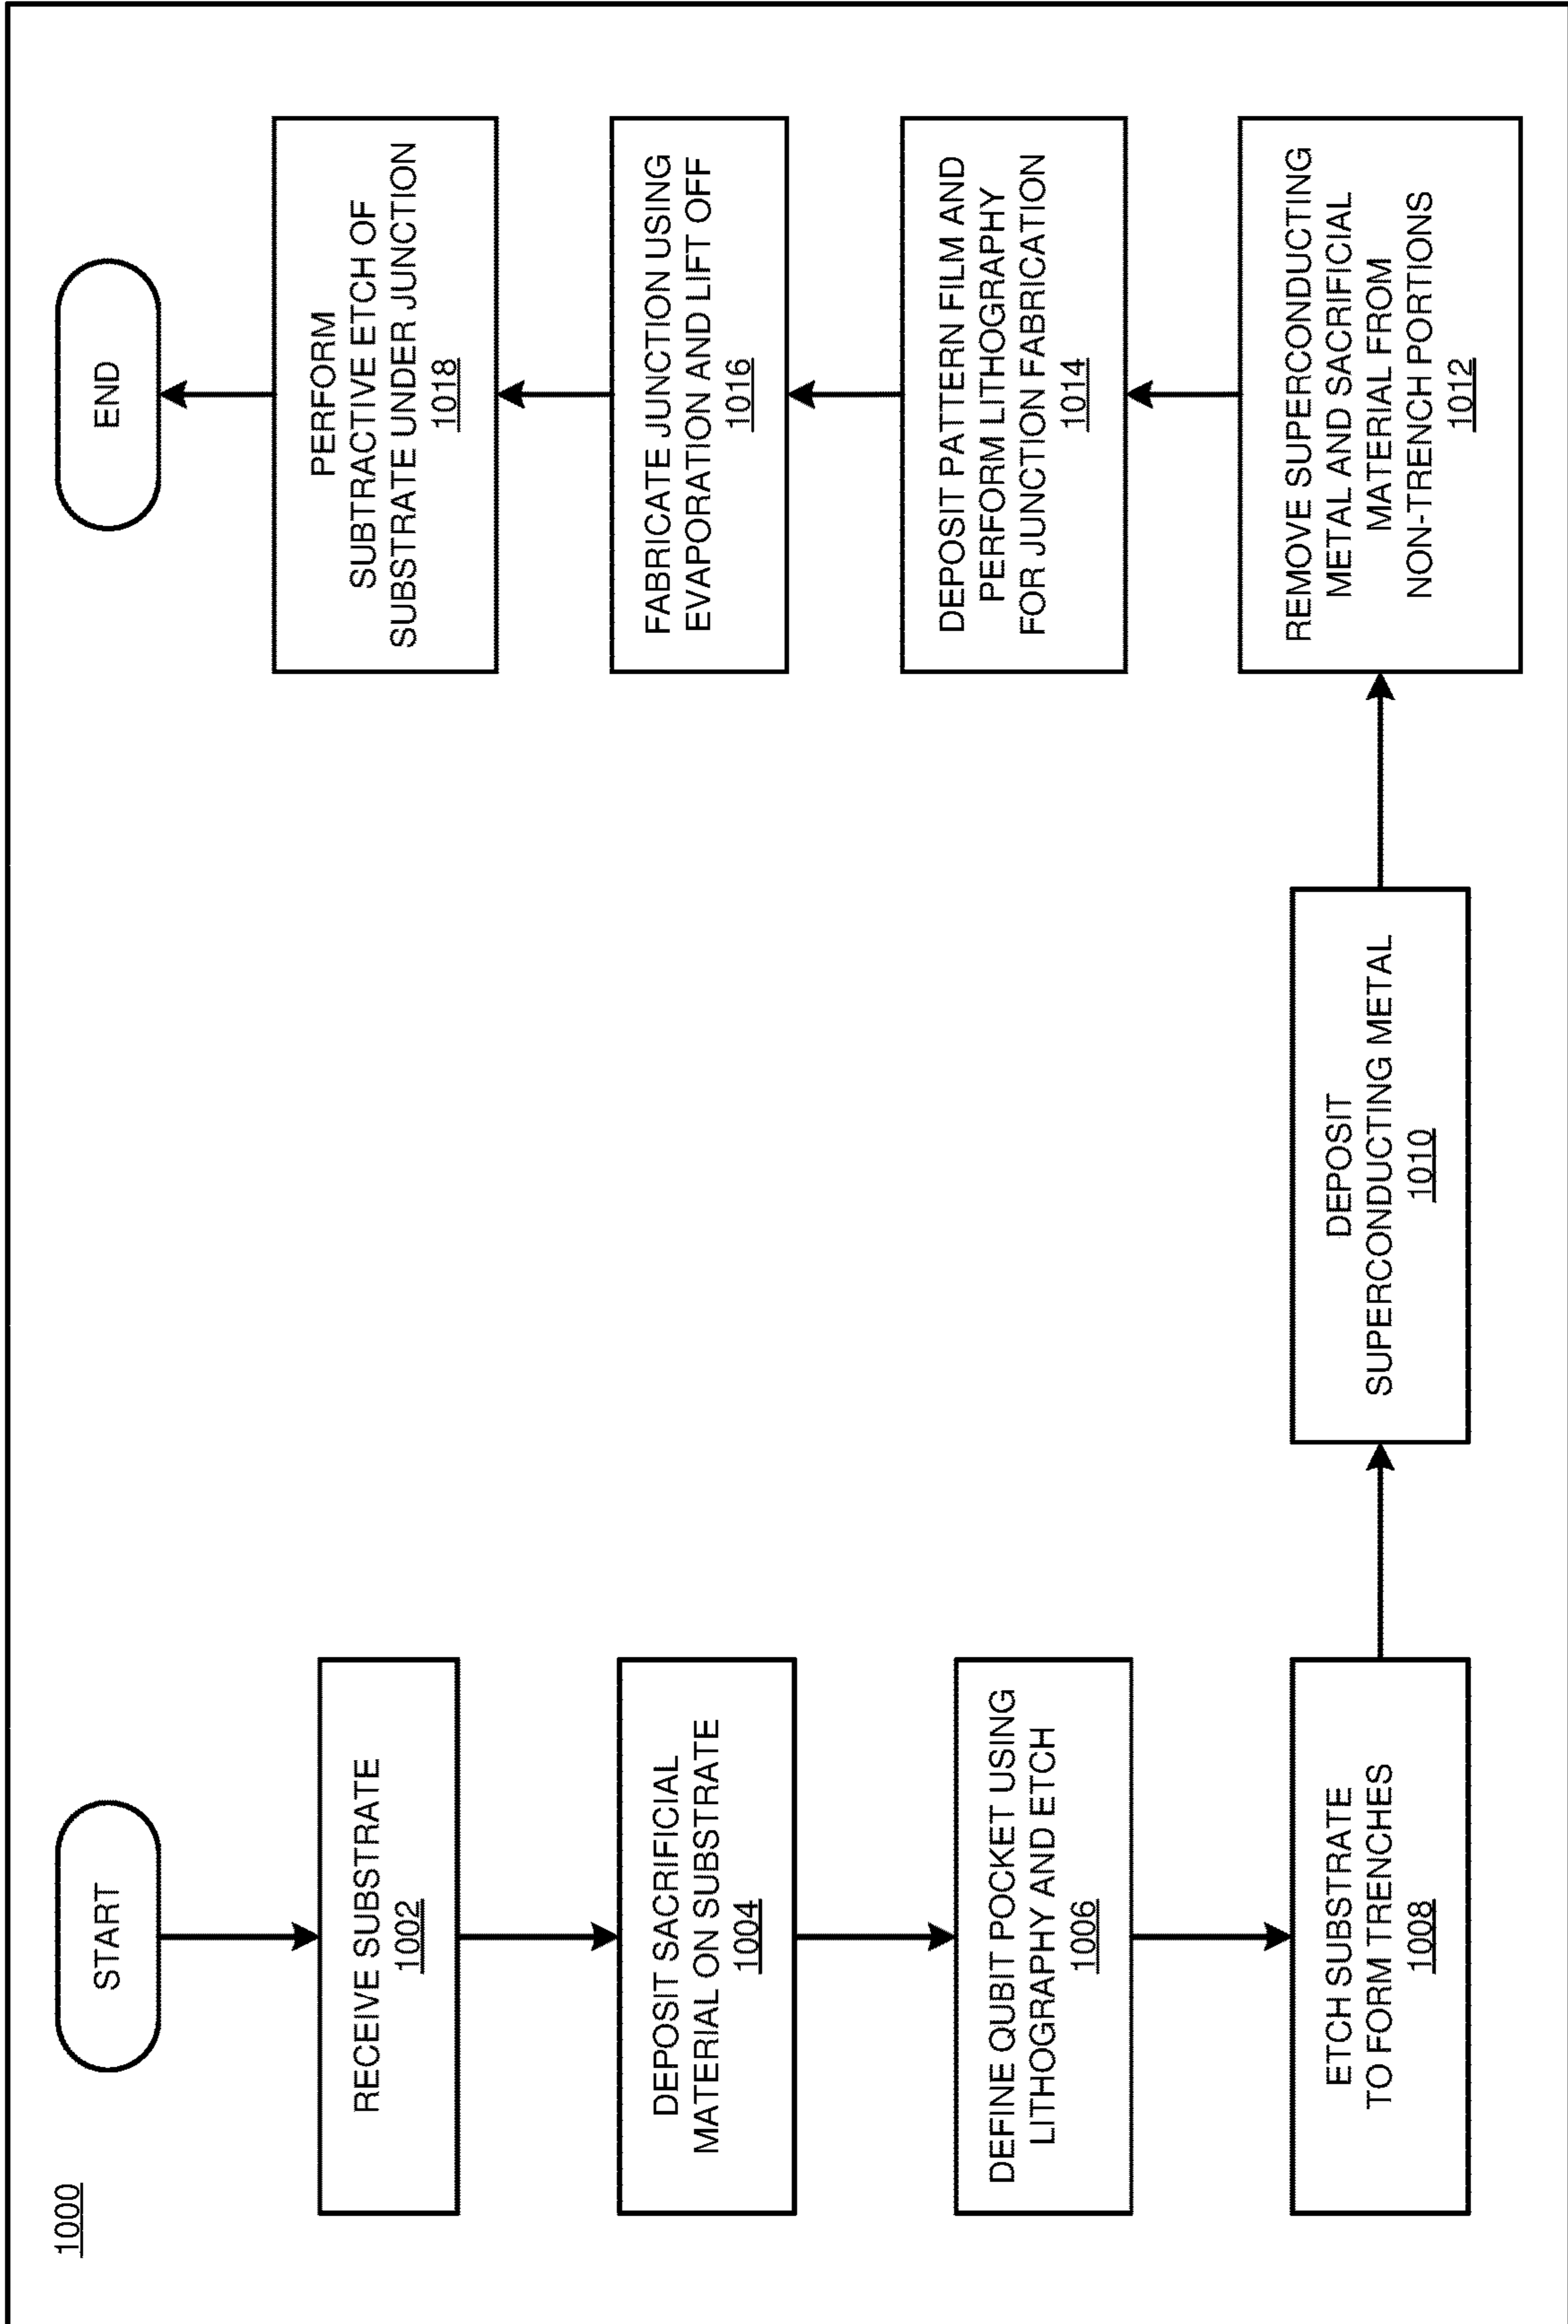 1000
START
RECEIVE SUBSTRATE
1002
DEPOSIT SACRIFICIAL
MATERIAL ON SUBSTRATE
1004
DEFINE QUBIT POCKET USING
LITHOGRAPHY AND ETCH
1006
ETCH SUBSTRATE
TO FORM TRENCHES
1008
DEPOSIT
SUPERCONDUCTING METAL
1010
REMOVE SUPERCONDUCTING
METAL AND SACRIFICIAL
MATERIAL FROM
NON-TRENCH PORTIONS
1012
DEPOSIT PATTERN FILM AND
PERFORM LITHOGRAPHY
FOR JUNCTION FABRICATION
1014
FABRICATE JUNCTION USING
EVAPORATION AND LIFT OFF
1016
PERFORM
SUBTRACTIVE ETCH OF
SUBSTRATE UNDER JUNCTION
1018
END